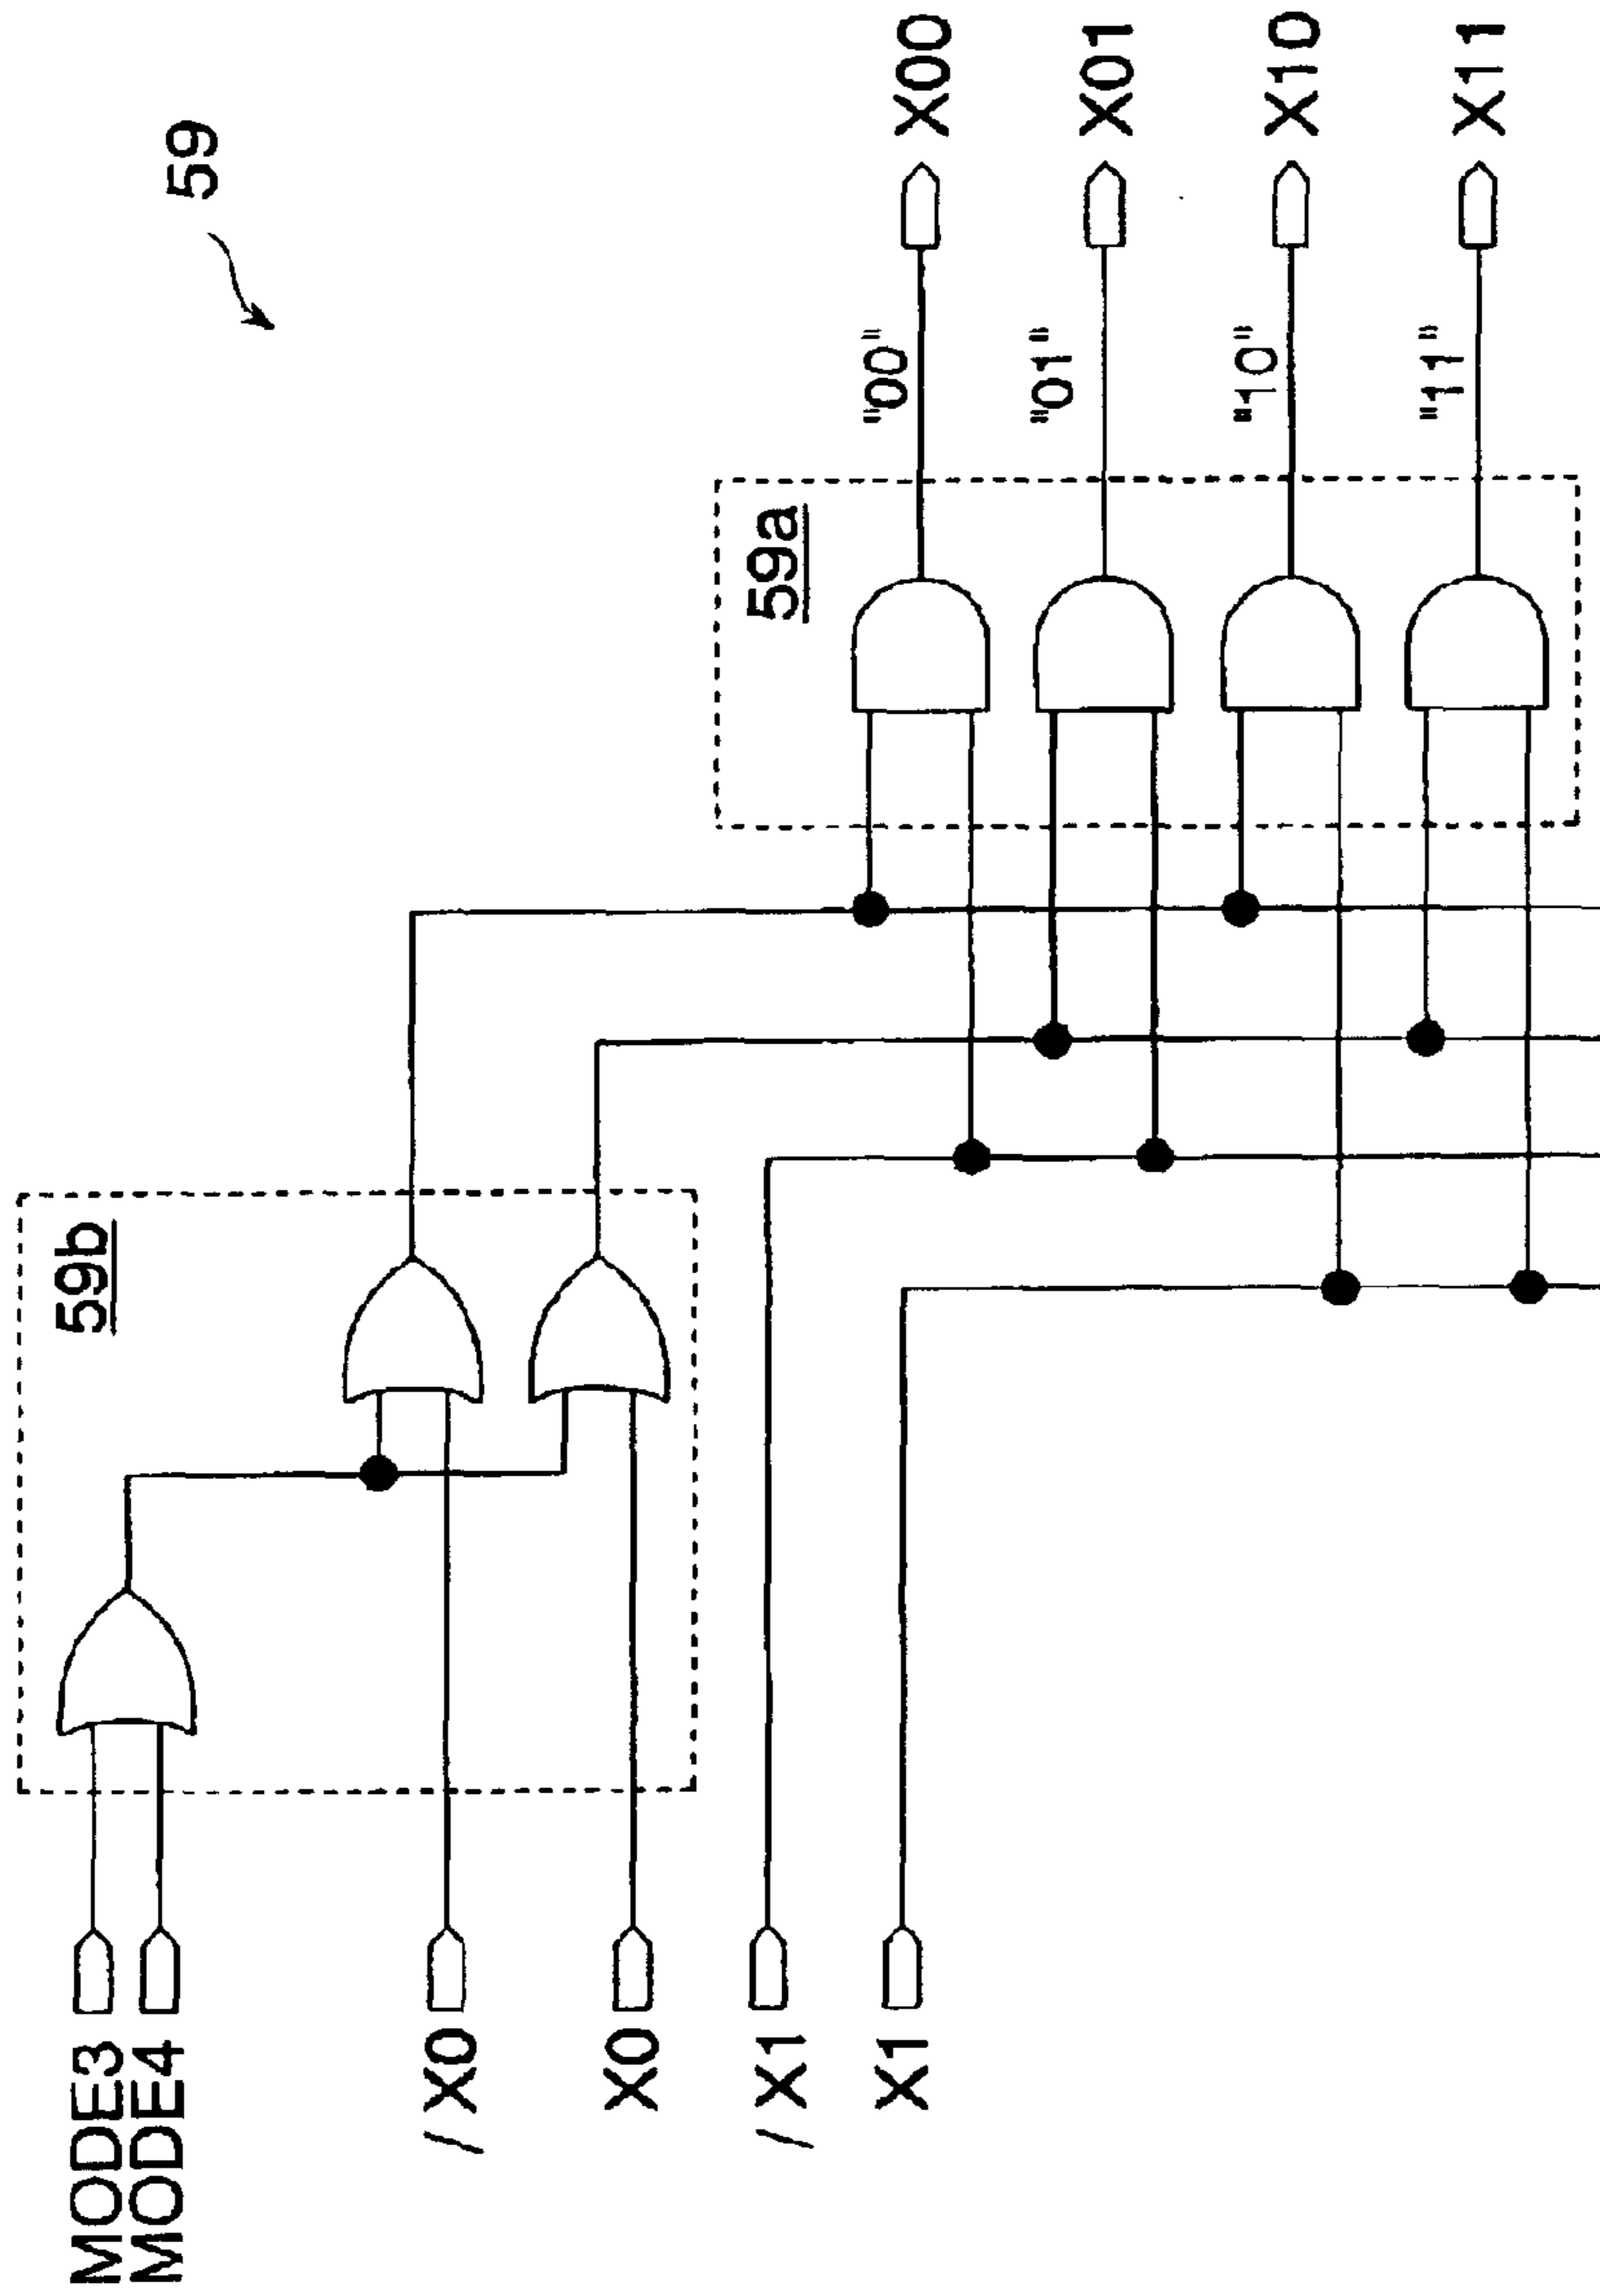 59
59b
MODE3
MODE4
/X0
X0
/X1
X1
59a
"00"
X00
"01"
X01
"10"
X10
"11"
X11